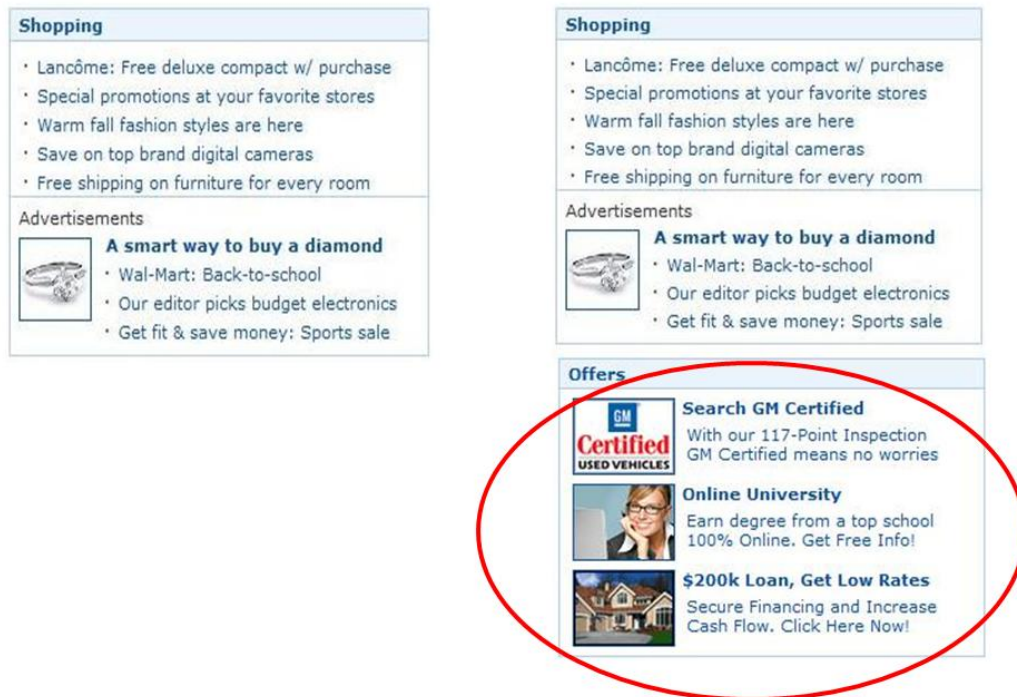 Shopping
· Lancôme: Free deluxe compact w/ purchase
· Special promotions at your favorite stores
· Warm fall fashion styles are here
· Save on top brand digital cameras
· Free shipping on furniture for every room
Advertisements
A smart way to buy a diamond
· Wal-Mart: Back-to-school
· Our editor picks budget electronics
· Get fit & save money: Sports sale
Shopping
· Lancôme: Free deluxe compact w/ purchase
· Special promotions at your favorite stores
· Warm fall fashion styles are here
· Save on top brand digital cameras
· Free shipping on furniture for every room
Advertisements
A smart way to buy a diamond
· Wal-Mart: Back-to-school
· Our editor picks budget electronics
· Get fit & save money: Sports sale
Offers
GM
Certified
USED VEHICLES
Search GM Certified
With our 117-Point Inspection
GM Certified means no worries
Online University
Earn degree from a top school
100% Online. Get Free Info!
$200k Loan, Get Low Rates
Secure Financing and Increase
Cash Flow. Click Here Now!